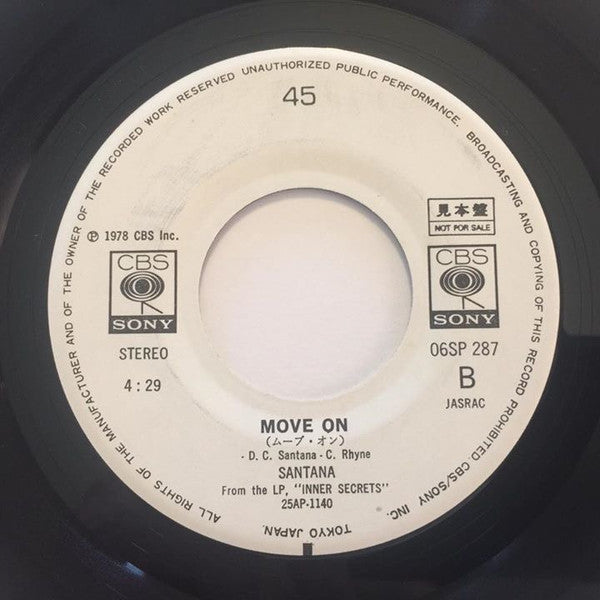 ALL RIGHTS OF THE MANUFACTURER AND OF THE OWNER OF THE RECORDED WORK RESERVED UNAUTHORIZED PUBLIC PERFORMANCE. BROADCASTING AND COPYING OF THIS RECORD PROHIBITED. CBS/SONY INC. TOKYO JAPAN.
45
℗ 1978 CBS Inc.
見本盤
NOT FOR SALE
CBS
SONY
CBS
SONY
STEREO
06SP 287
4:29
B
JASRAC
MOVE ON
(ムーブ・オン)
- D. C. Santana - C. Rhyne
SANTANA
From the LP, "INNER SECRETS"
25AP-1140